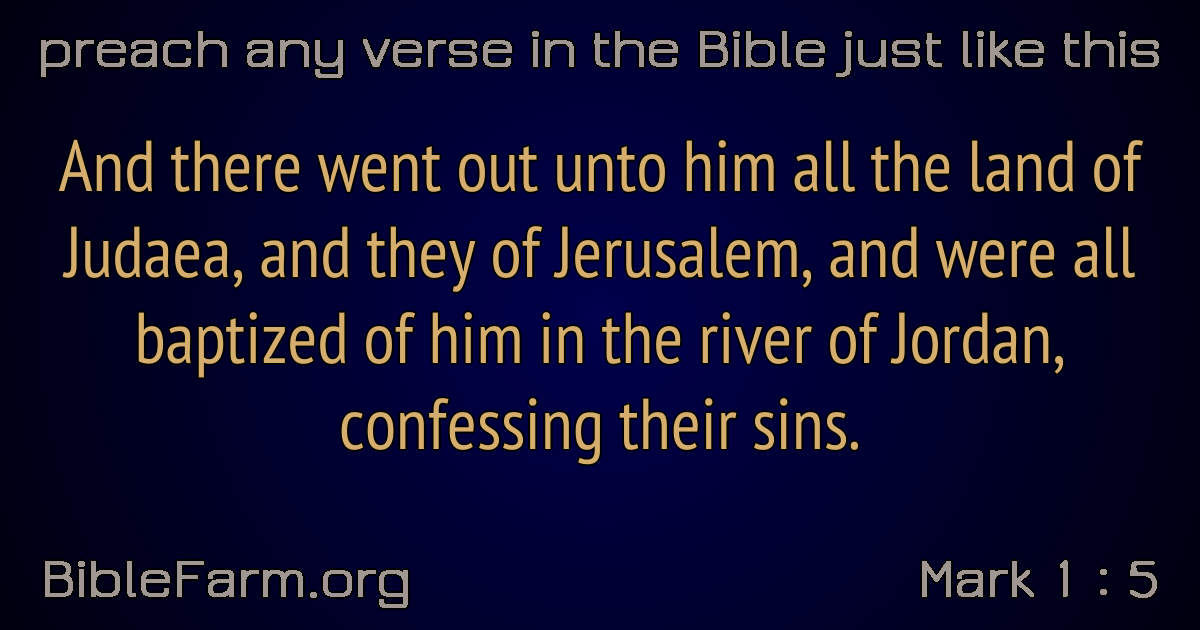 preach any verse in the Bible just like this
And there went out unto him all the land of
Judaea, and they of Jerusalem, and were all
baptized of him in the river of Jordan,
confessing their sins.
BibleFarm.org
Mark 1 : 5